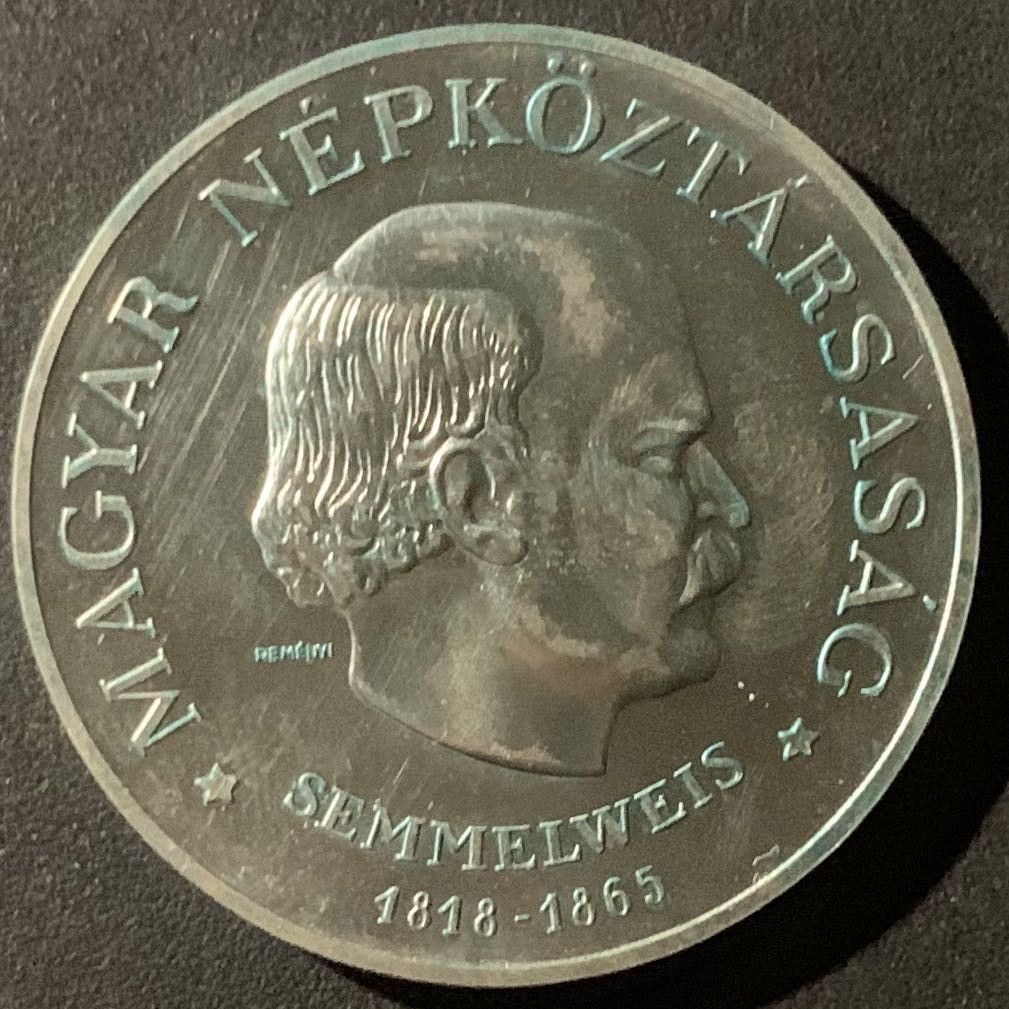 MAGYAR NÉPKÖZTÁRSASÁG
REMÉNYI
SEMMELWEIS
1818-1865